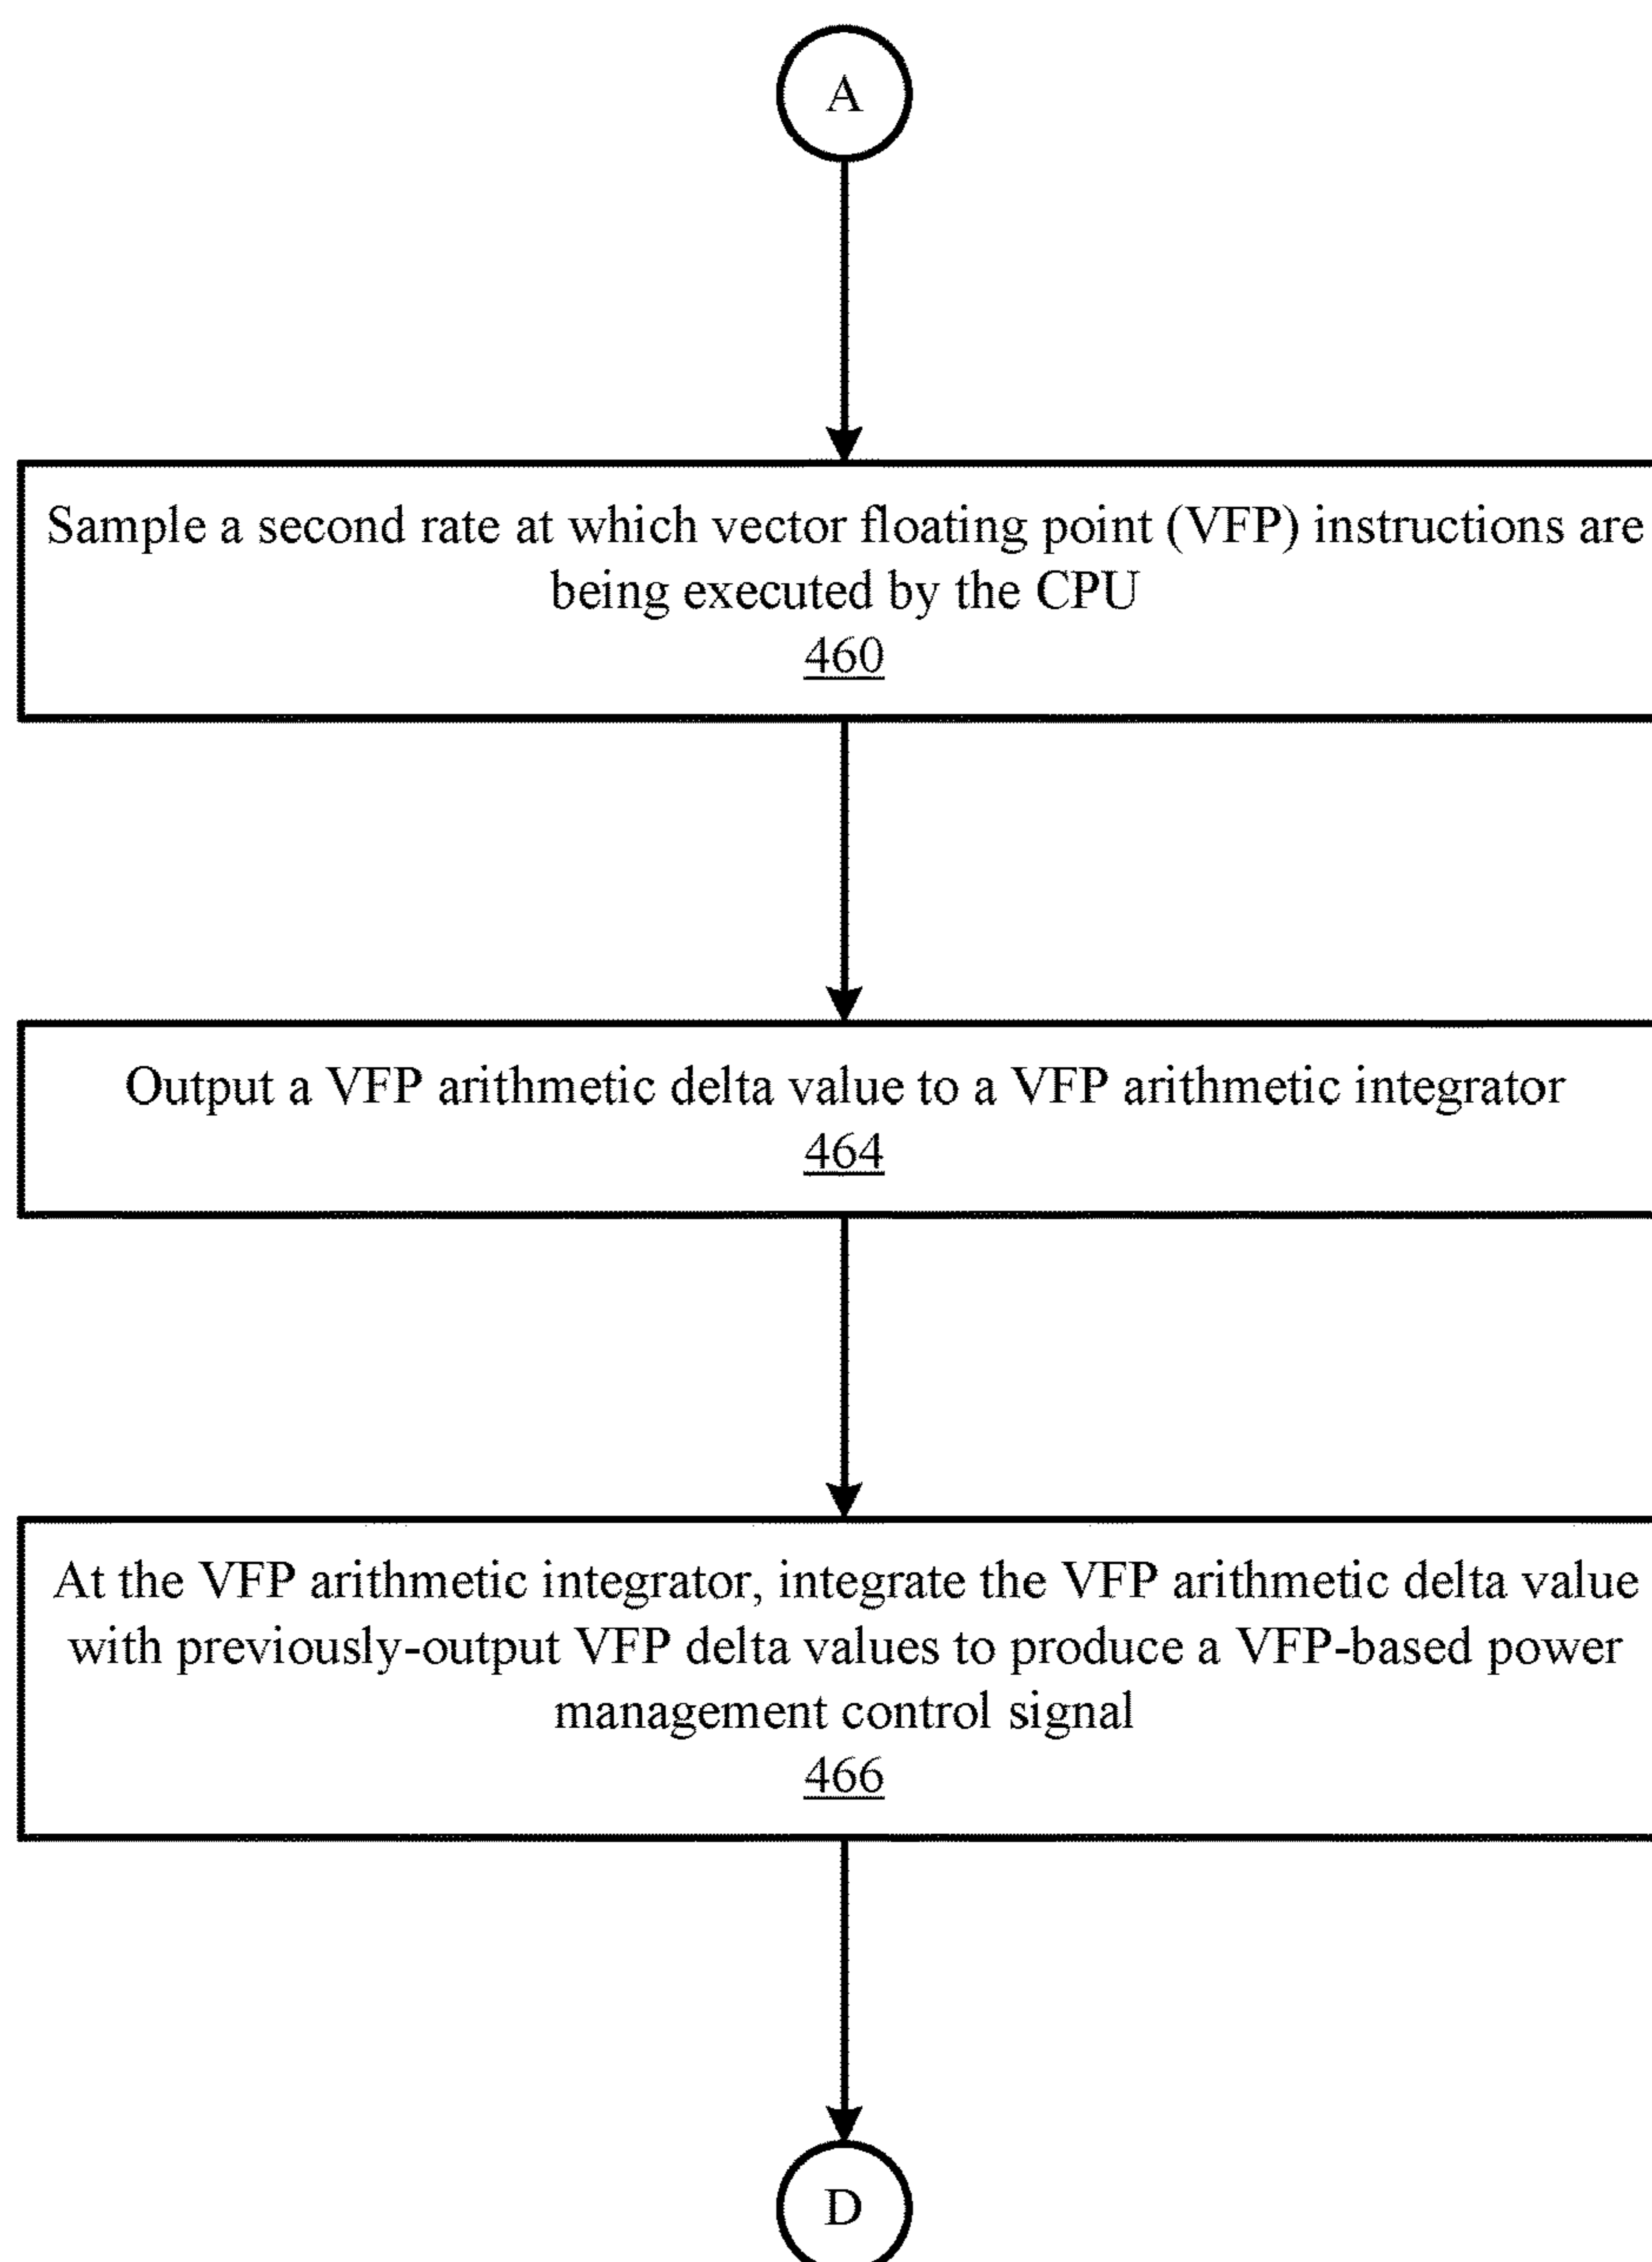 A
Sample a second rate at which vector floating point (VFP) instructions are
being executed by the CPU
460
Output a VFP arithmetic delta value to a VFP arithmetic integrator
464
At the VFP arithmetic integrator, integrate the VFP arithmetic delta value
with previously-output VFP delta values to produce a VFP-based power
management control signal
466
D